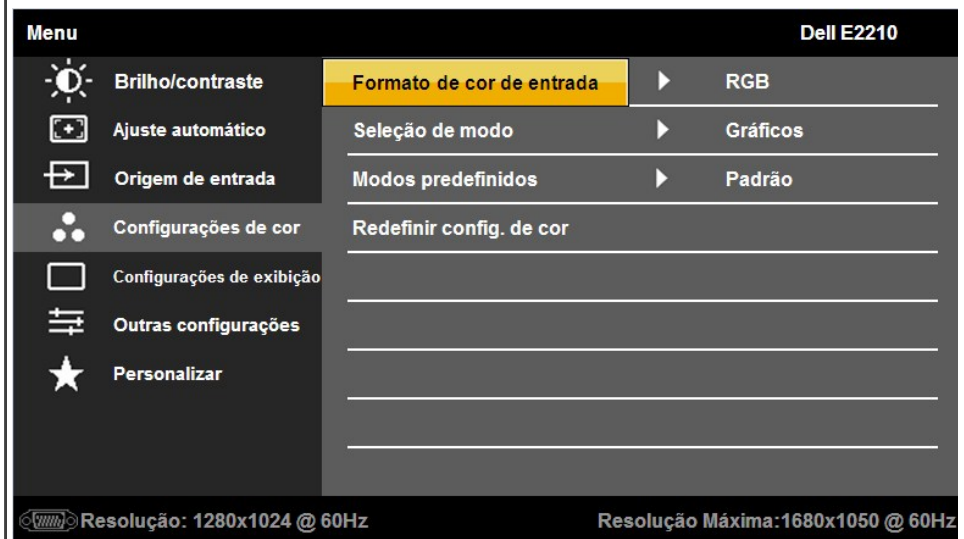 Menu Dell E2210
Brilho/contraste Formato de cor de entrada RGB
Ajuste automático Seleção de modo Gráficos
Origem de entrada Modos predefinidos Padrão
Configurações de cor Redefinir config. de cor
Configurações de exibição
Outras configurações
Personalizar
Resolução: 1280x1024 @ 60Hz Resolução Máxima:1680x1050 @ 60Hz